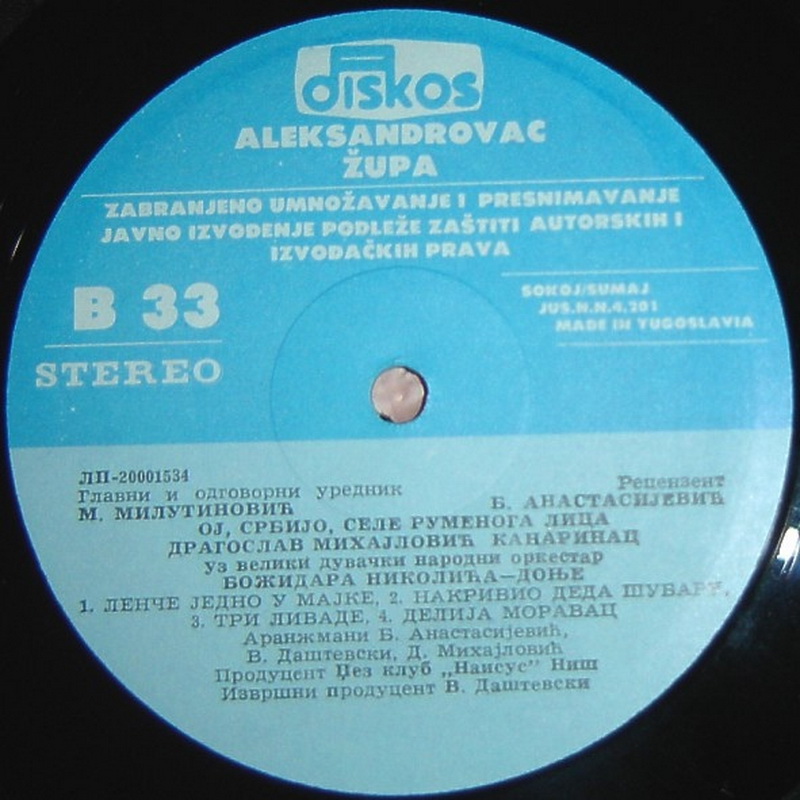 diskos
ALEKSANDROVAC
ŽUPA
ZABRANJENO UMNOŽAVANJE I PRESNIMAVANJE
JAVNO IZVOĐENJE PODLEŽE ZAŠTITI AUTORSKIH I
IZVOĐAČKIH PRAVA
B 33
STEREO
SOKOJ/SUMAJ
JUS.N.N.4.201
MADE IN YUGOSLAVIA
ЛП-20001534
Главни и одговорни уредник
Рецензент
М. МИЛУТИНОВИЋ
Б. АНАСТАСИЈЕВИЋ
ОЈ, СРБИЈО, СЕЛЕ РУМЕНОГА ЛИЦА
ДРАГОСЛАВ МИХАЈЛОВИЋ КАНАРИНАЦ
уз велики дувачки народни оркестар
БОЖИДАРА НИКОЛИЋА—ДОЊЕ
1. ЛЕНЧЕ ЈЕДНО У МАЈКЕ, 2. НАКРИВИО ДЕДА ШУБАРУ,
3. ТРИ ЛИВАДЕ, 4. ДЕЛИЈА МОРАВАЦ
Аранжмани Б. Анастасијевић,
В. Даштевски, Д. Михајловић
Продуцент Џез клуб „Наисус" Ниш
Извршни продуцент В. Даштевски